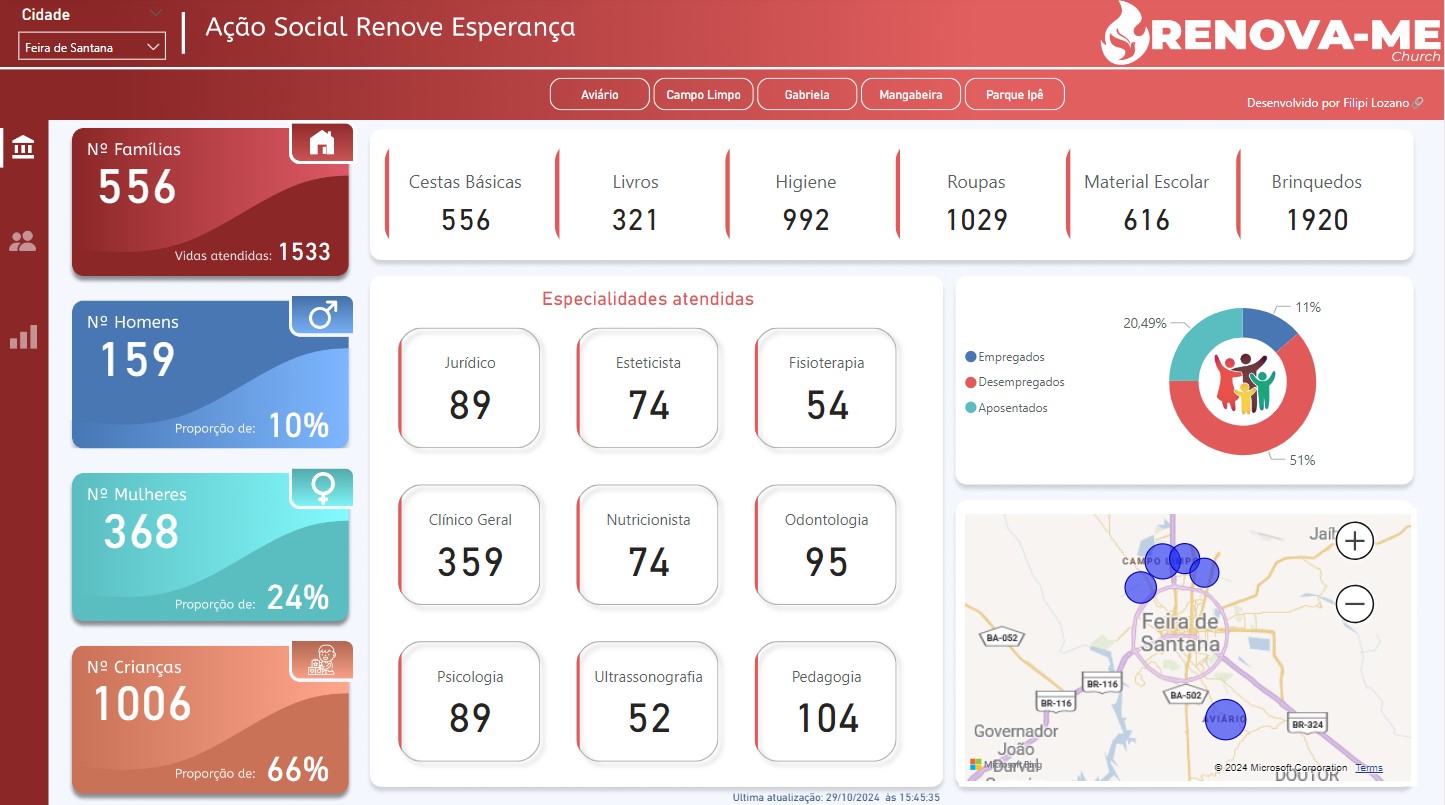 Cidade
Feira de Santana
Ação Social Renove Esperança
RENOVA-ME
Church
Aviário
Campo Limpo
Gabriela
Mangabeira
Parque Ipê
Desenvolvido por Filipi Lozano
Nº Famílias
556
Vidas atendidas: 1533
Nº Homens
159
Proporção de: 10%
Nº Mulheres
368
Proporção de: 24%
Nº Crianças
1006
Proporção de: 66%
Cestas Básicas
556
Livros
321
Higiene
992
Roupas
1029
Material Escolar
616
Brinquedos
1920
Especialidades atendidas
Jurídico
89
Esteticista
74
Fisioterapia
54
Clínico Geral
359
Nutricionista
74
Odontologia
95
Psicologia
89
Ultrassonografia
52
Pedagogia
104
Ultima atualização: 29/10/2024 às 15:45:35
Empregados
Desempregados
Aposentados
11%
20,49%
51%
CAMPO LIMPO
Feira de
Santana
BA-052
BR-116
BR-116
BA-502
AVIÁRIO
BR-324
Governador
João
Durval
Microsoft Bing
© 2024 Microsoft Corporation
Terms